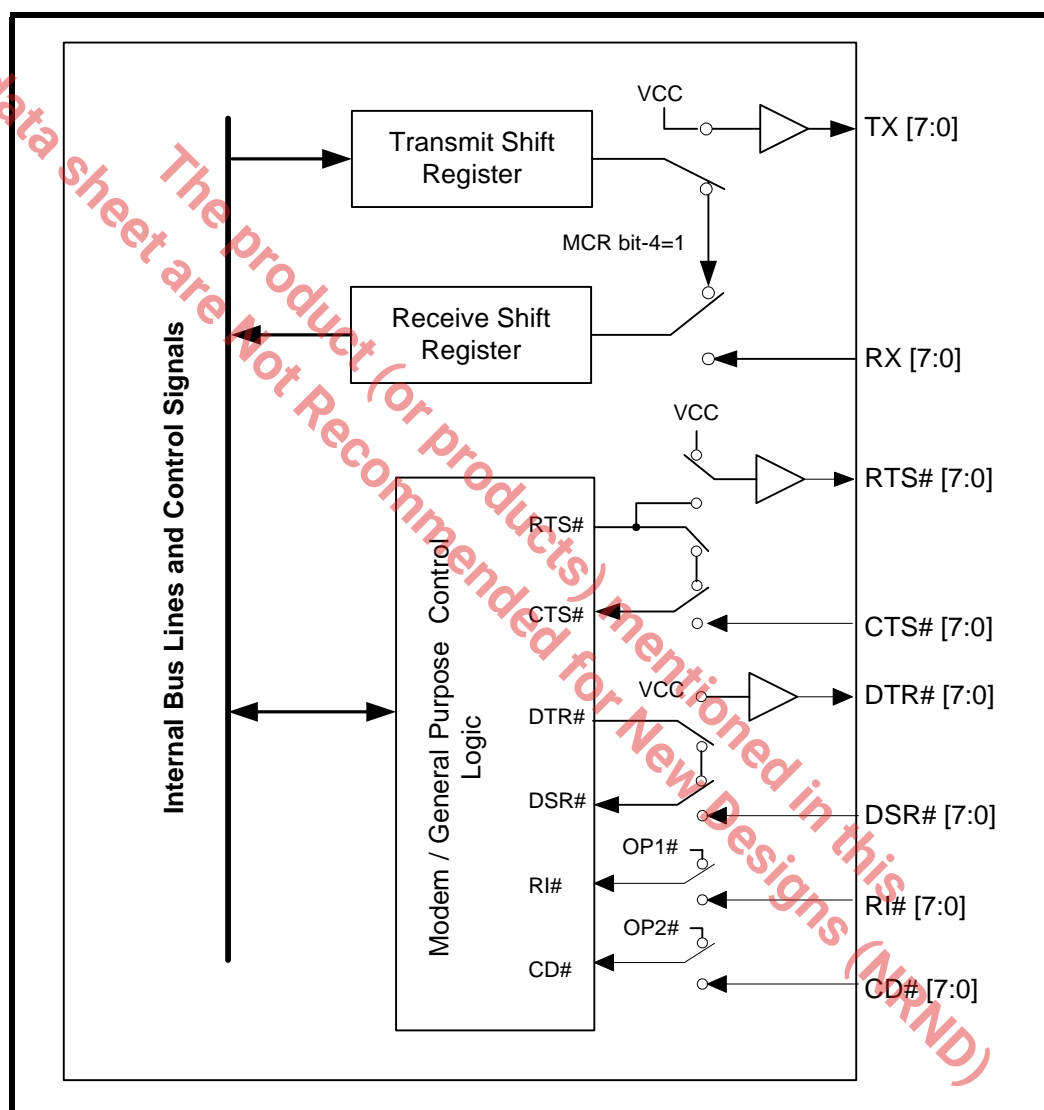 VCC
TX [7:0]
Transmit Shift
Register
MCR bit-4=1
Receive Shift
Register
RX [7:0]
Internal Bus Lines and Control Signals
VCC
RTS# [7:0]
Modem / General Purpose Control
Logic
RTS#
CTS#
CTS# [7:0]
VCC
DTR# [7:0]
DTR#
DSR#
DSR# [7:0]
OP1#
RI#
RI# [7:0]
OP2#
CD#
CD# [7:0]
The product (or products) mentioned in this
data sheet are Not Recommended for New Designs (NRND)